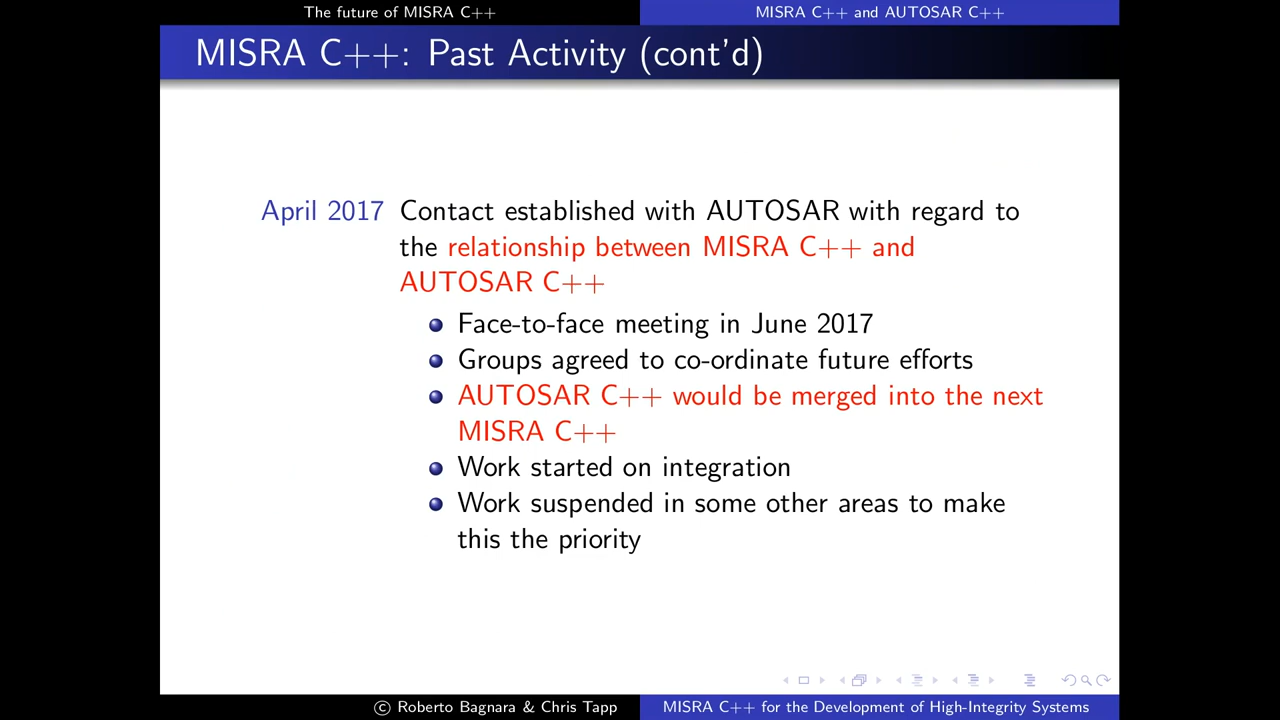 The future of MISRA C++
MISRA C++ and AUTOSAR C++
MISRA C++: Past Activity (cont'd)
April 2017 Contact established with AUTOSAR with regard to
the relationship between MISRA C++ and
AUTOSAR C++
Face-to-face meeting in June 2017
Groups agreed to co-ordinate future efforts
AUTOSAR C++ would be merged into the next
MISRA C++
Work started on integration
Work suspended in some other areas to make
this the priority
© Roberto Bagnara & Chris Tapp
MISRA C++ for the Development of High-Integrity Systems